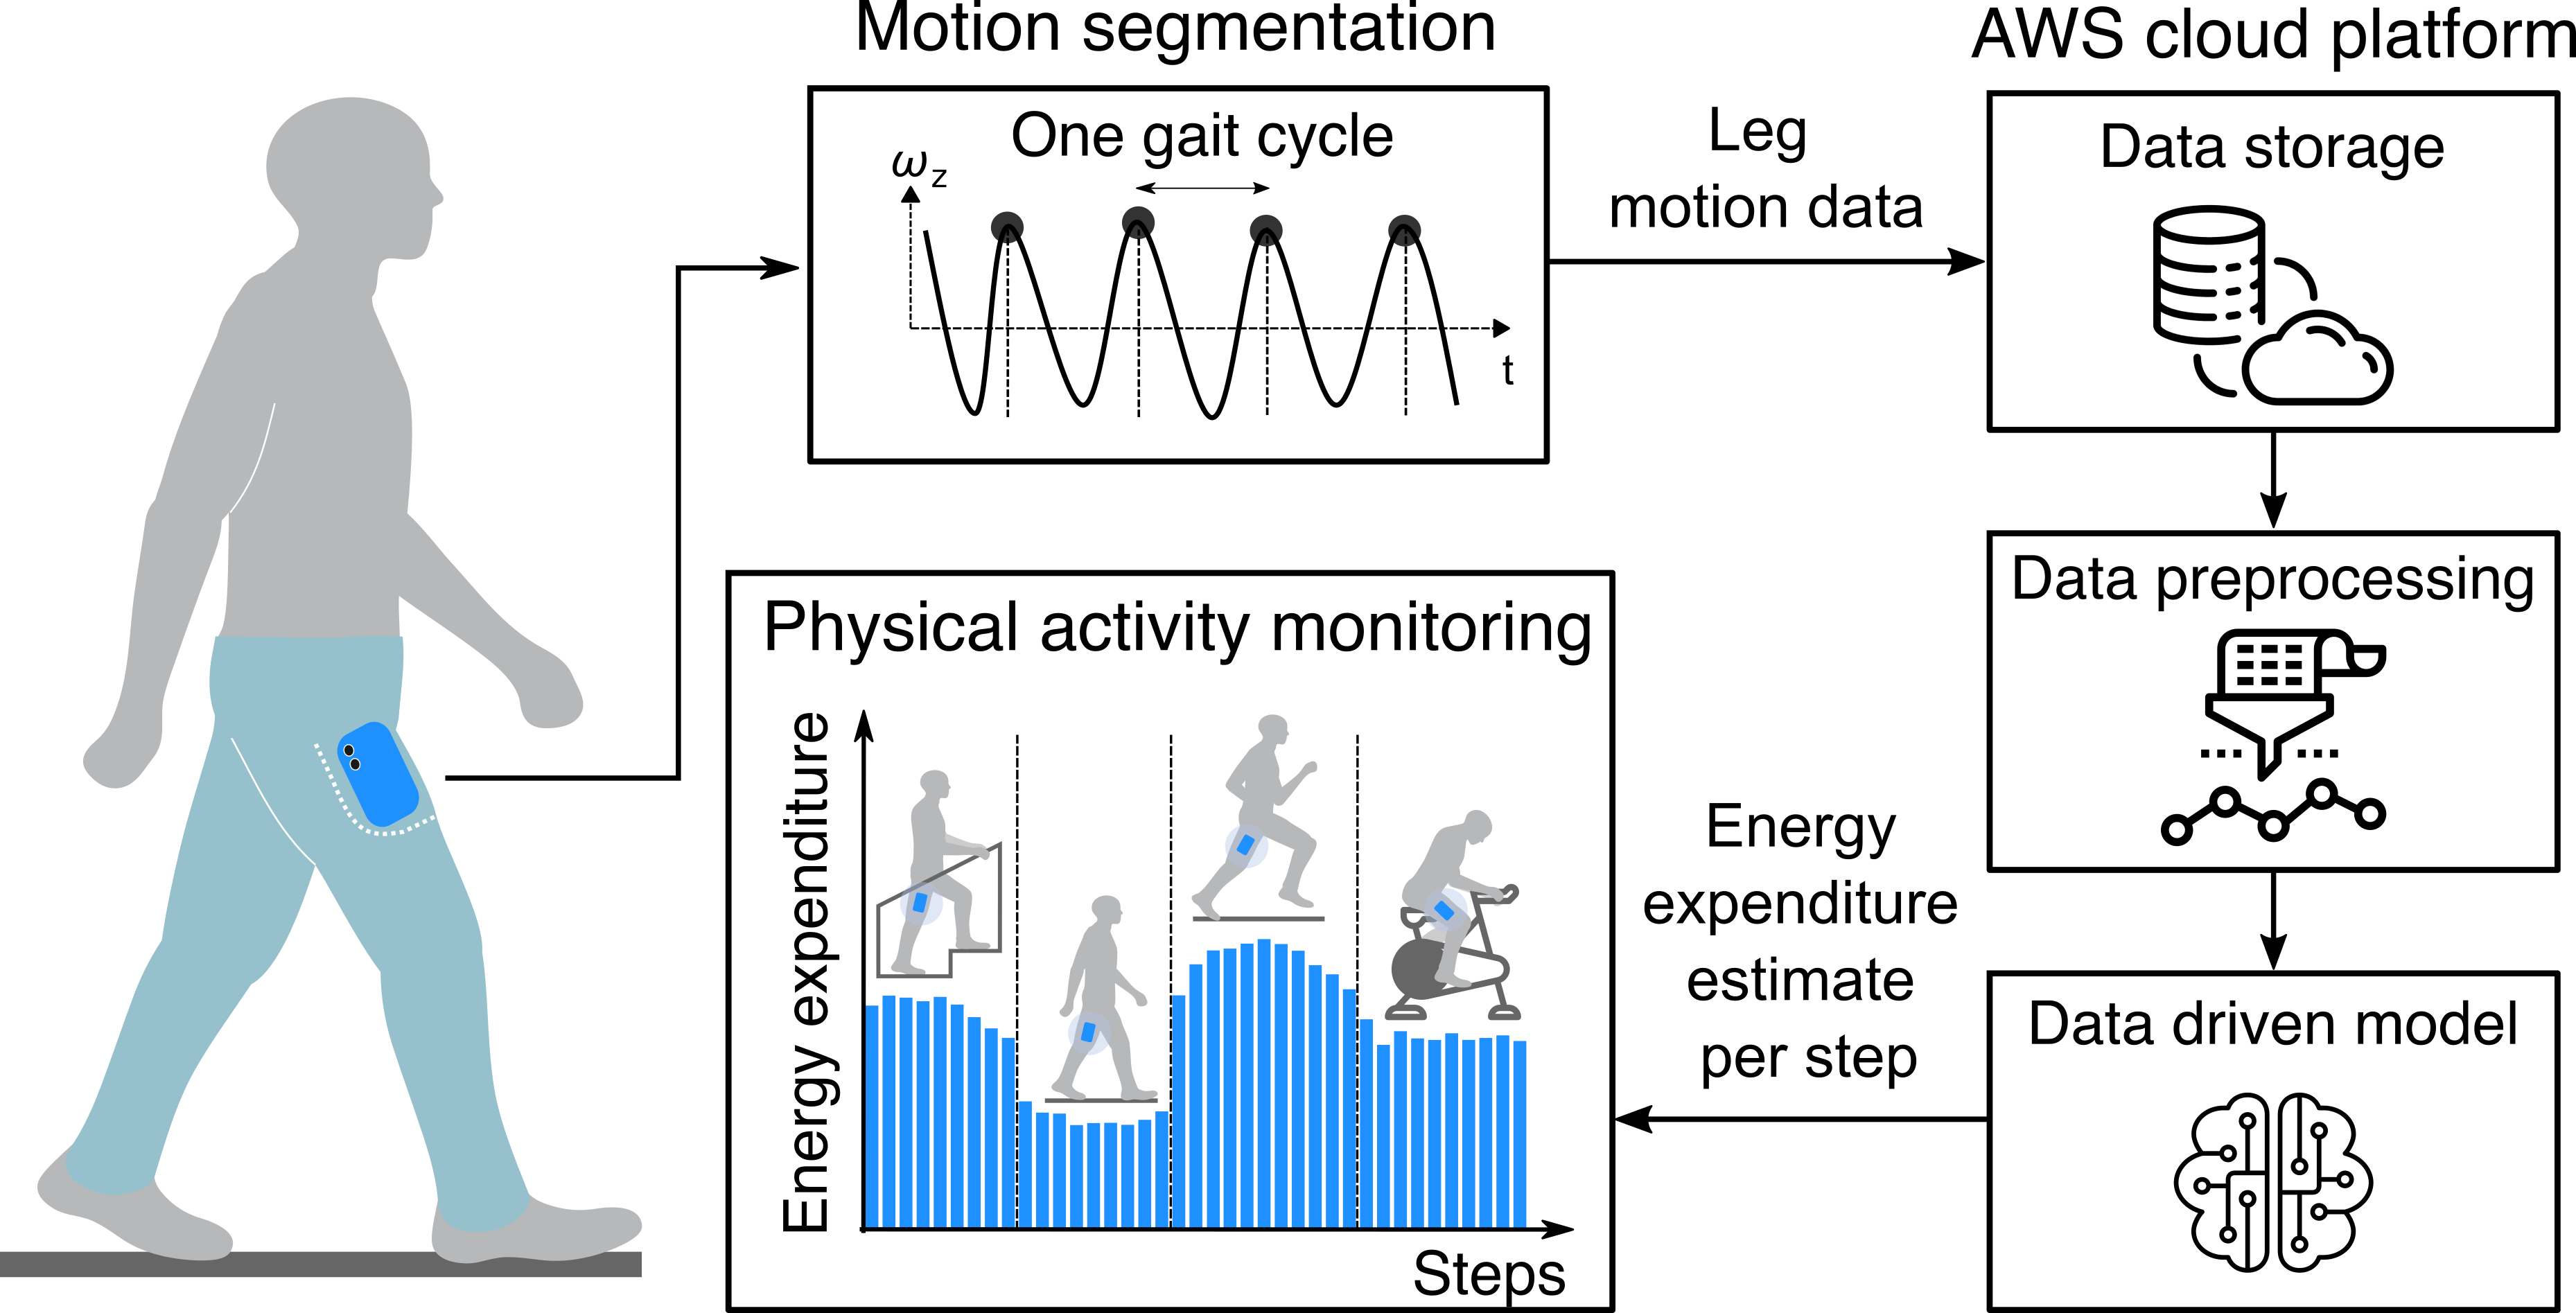 Motion segmentation
One gait cycle
ωz
t
Leg
motion data
AWS cloud platform
Data storage
Data preprocessing
Data driven model
Energy
expenditure
estimate
per step
Physical activity monitoring
Energy expenditure
Steps